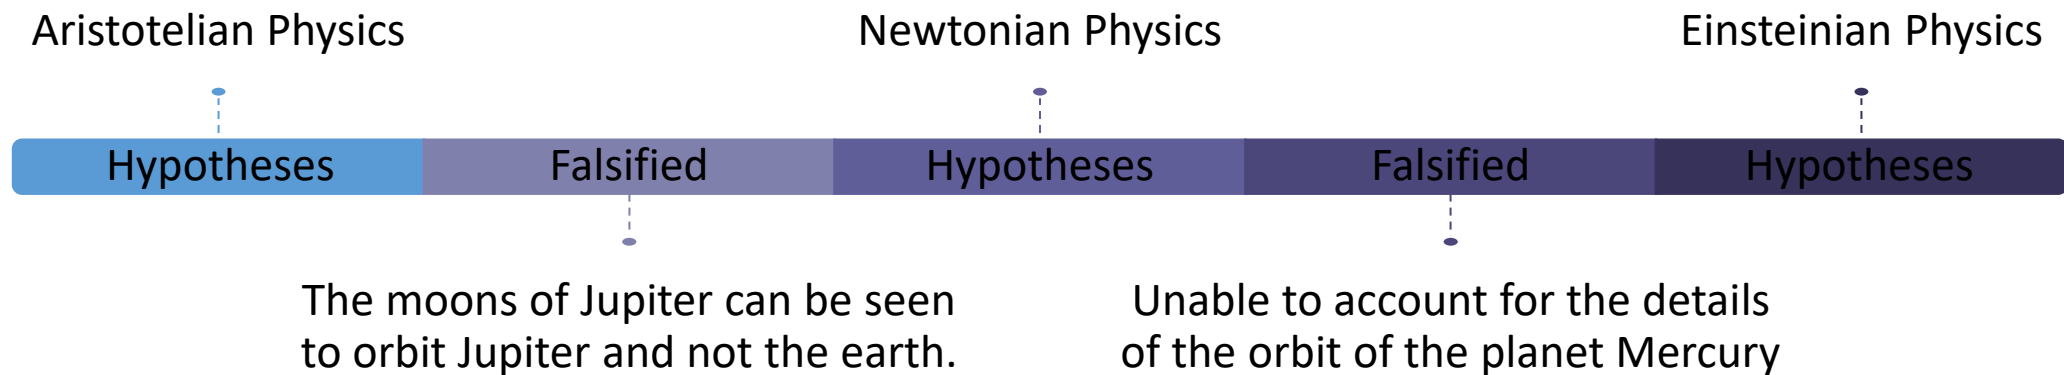 Aristotelian Physics
Newtonian Physics
Einsteinian Physics
Hypotheses
Falsified
Hypotheses
Falsified
Hypotheses
The moons of Jupiter can be seen
to orbit Jupiter and not the earth.
Unable to account for the details
of the orbit of the planet Mercury